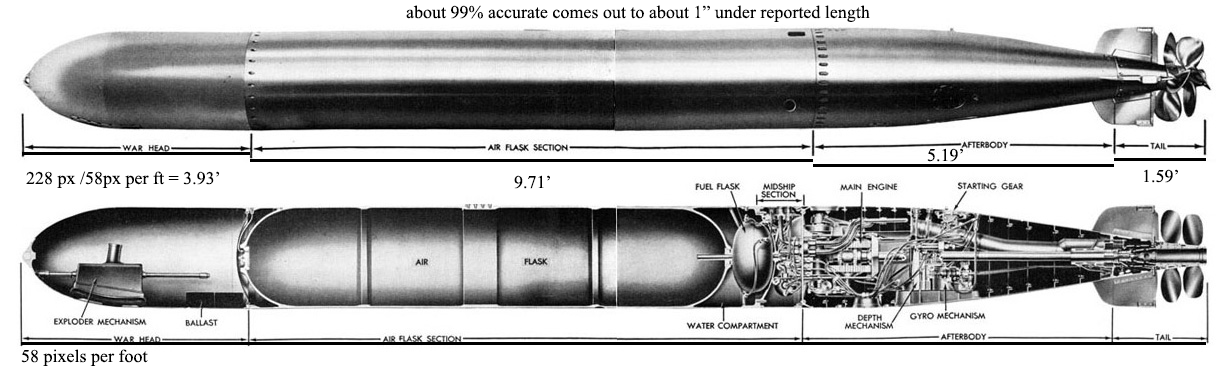 about 99% accurate comes out to about 1” under reported length
WAR HEAD
AIR FLASK SECTION
AFTERBODY
TAIL
5.19’
228 px /58px per ft = 3.93’
9.71’
1.59’
FUEL FLASK
MIDSHIP
SECTION
MAIN ENGINE
STARTING GEAR
AIR
FLASK
EXPLODER MECHANISM
BALLAST
WATER COMPARTMENT
DEPTH
MECHANISM
GYRO MECHANISM
WAR HEAD
AIR FLASK SECTION
AFTERBODY
TAIL
58 pixels per foot